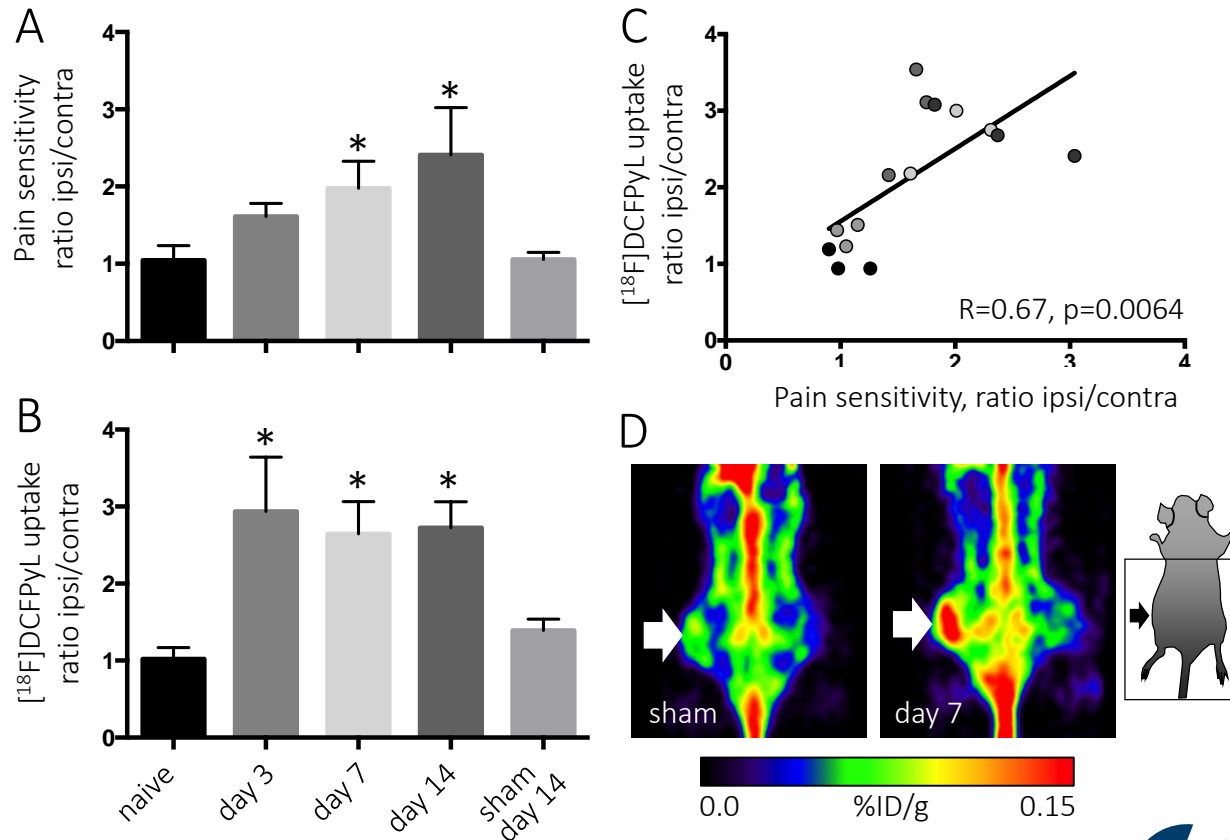 A
Pain sensitivity
ratio ipsi/contra
4
3
2
1
0
*
*
B
[¹⁸F]DCFPyL uptake
ratio ipsi/contra
4
3
2
1
0
*
*
*
naive
day 3
day 7
day 14
sham
day 14
C
[¹⁸F]DCFPyL uptake
ratio ipsi/contra
4
3
2
1
0
R=0.67, p=0.0064
0 1 2 3 4
Pain sensitivity, ratio ipsi/contra
D
sham
day 7
0.0 %ID/g 0.15